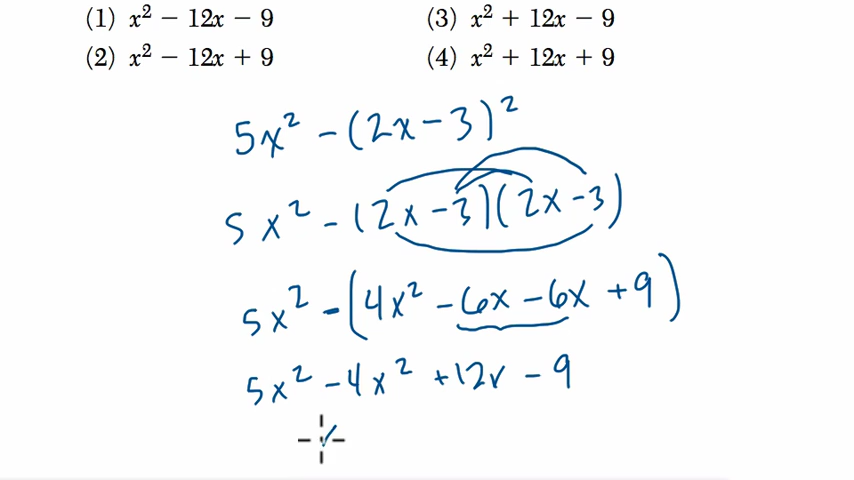 (1) x² − 12x − 9 (3) x² + 12x − 9
(2) x² − 12x + 9 (4) x² + 12x + 9
5x² − (2x − 3)²
5x² − (2x − 3)(2x − 3)
5x² − (4x² − 6x − 6x + 9)
5x² − 4x² + 12x − 9